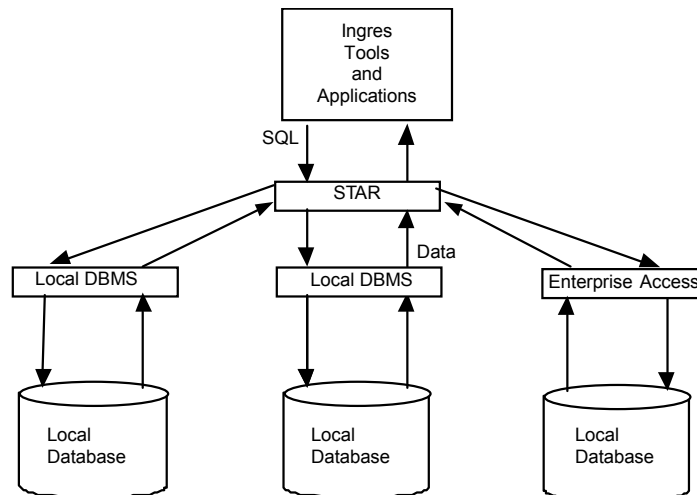 Ingres
Tools
and
Applications
SQL
STAR
Data
Local DBMS
Local DBMS
Enterprise Access
Local
Database
Local
Database
Local
Database